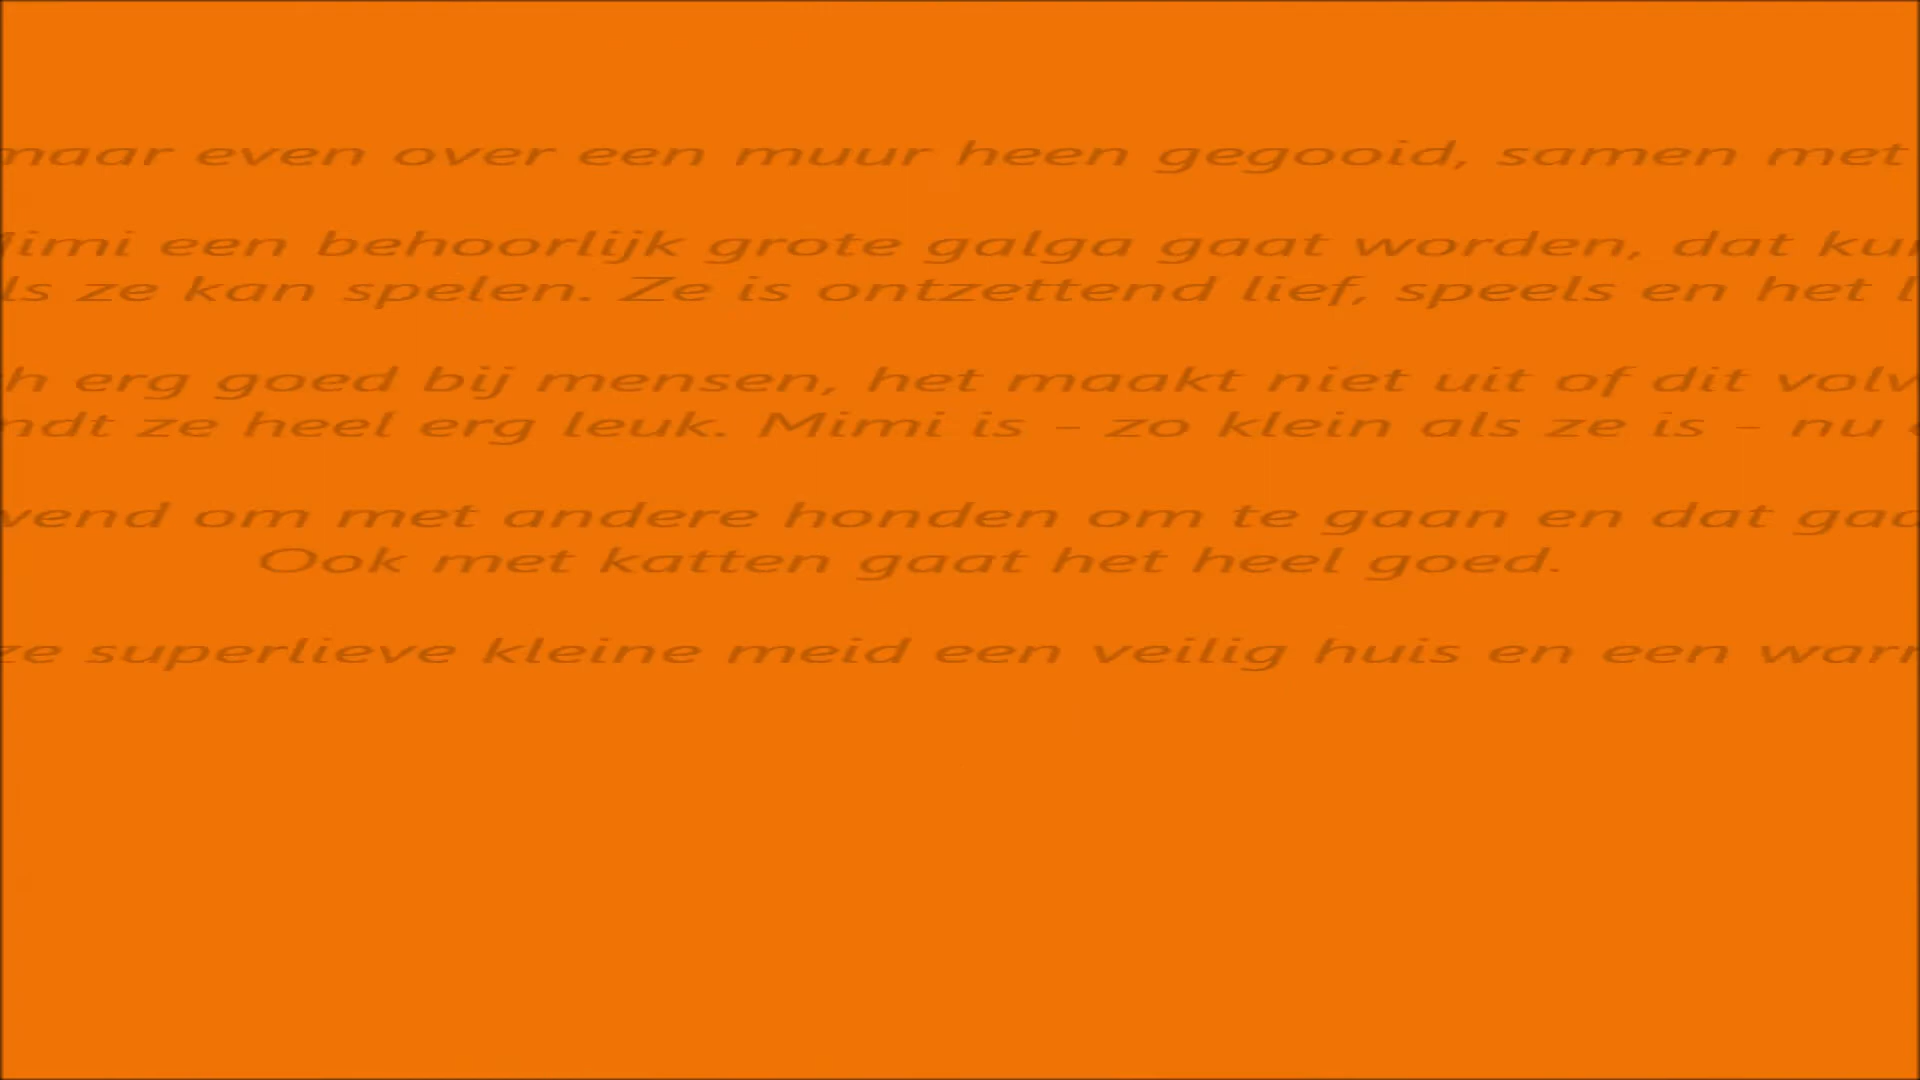 maar even over een muur heen gegooid, samen met
Mimi een behoorlijk grote galga gaat worden, dat kun
ls ze kan spelen. Ze is ontzettend lief, speels en het l
h erg goed bij mensen, het maakt niet uit of dit volw
ndt ze heel erg leuk. Mimi is - zo klein als ze is - nu
vend om met andere honden om te gaan en dat gaa
Ook met katten gaat het heel goed.
ze superlieve kleine meid een veilig huis en een warm